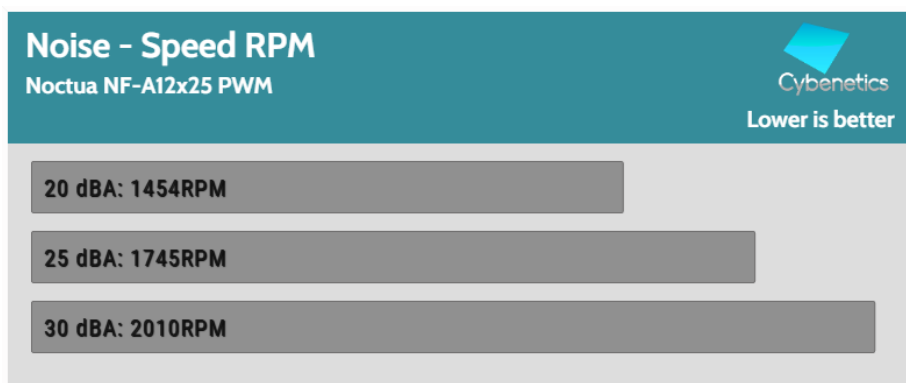 Noise - Speed RPM
Noctua NF-A12x25 PWM
Cybenetics
Lower is better
20 dBA: 1454RPM
25 dBA: 1745RPM
30 dBA: 2010RPM